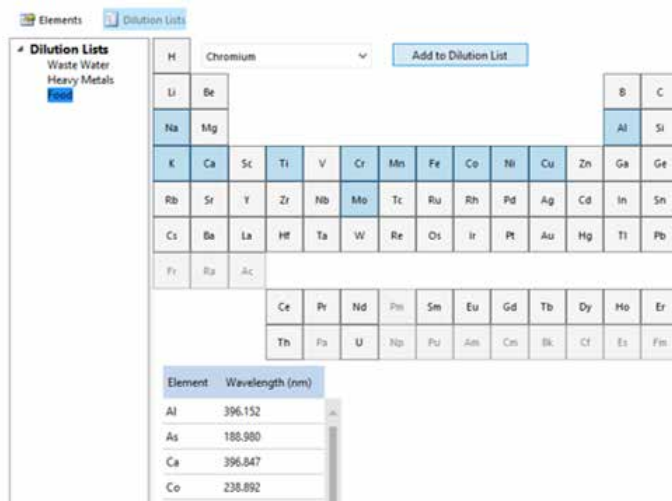 Elements Dilution Lists
Dilution Lists
Waste Water
Heavy Metals
Food
H Chromium Add to Dilution List
Li Be B C
Na Mg Al Si
K Ca Sc Ti V Cr Mn Fe Co Ni Cu Zn Ga Ge
Rb Sr Y Zr Nb Mo Tc Ru Rh Pd Ag Cd In Sn
Cs Ba La Hf Ta W Re Os Ir Pt Au Hg Tl Pb
Fr Ra Ac
Ce Pr Nd Pm Sm Eu Gd Tb Dy Ho Er
Th Pa U Np Pu Am Cm Bk Cf Es Fm
Element Wavelength (nm)
Al 396.152
As 188.980
Ca 396.847
Co 238.892